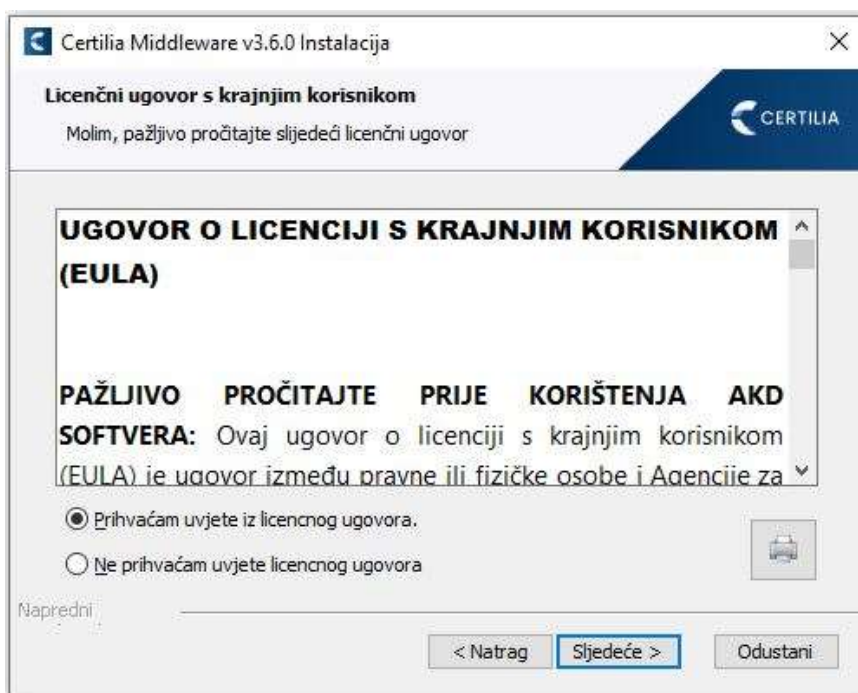 Certilia Middleware v3.6.0 Instalacija
Licenčni ugovor s krajnjim korisnikom
Molim, pažljivo pročitajte slijedeći licenčni ugovor
CERTILIA
UGOVOR O LICENCIJI S KRAJNJIM KORISNIKOM
(EULA)
PAŽLJIVO PROČITAJTE PRIJE KORIŠTENJA AKD
SOFTVERA: Ovaj ugovor o licenciji s krajnjim korisnikom
(EULA) je ugovor između pravne ili fizičke osobe i Agencije za
Prihvaćam uvjete iz licencnog ugovora.
Ne prihvaćam uvjete licencnog ugovora
Napredni
< Natrag
Sljedeće >
Odustani